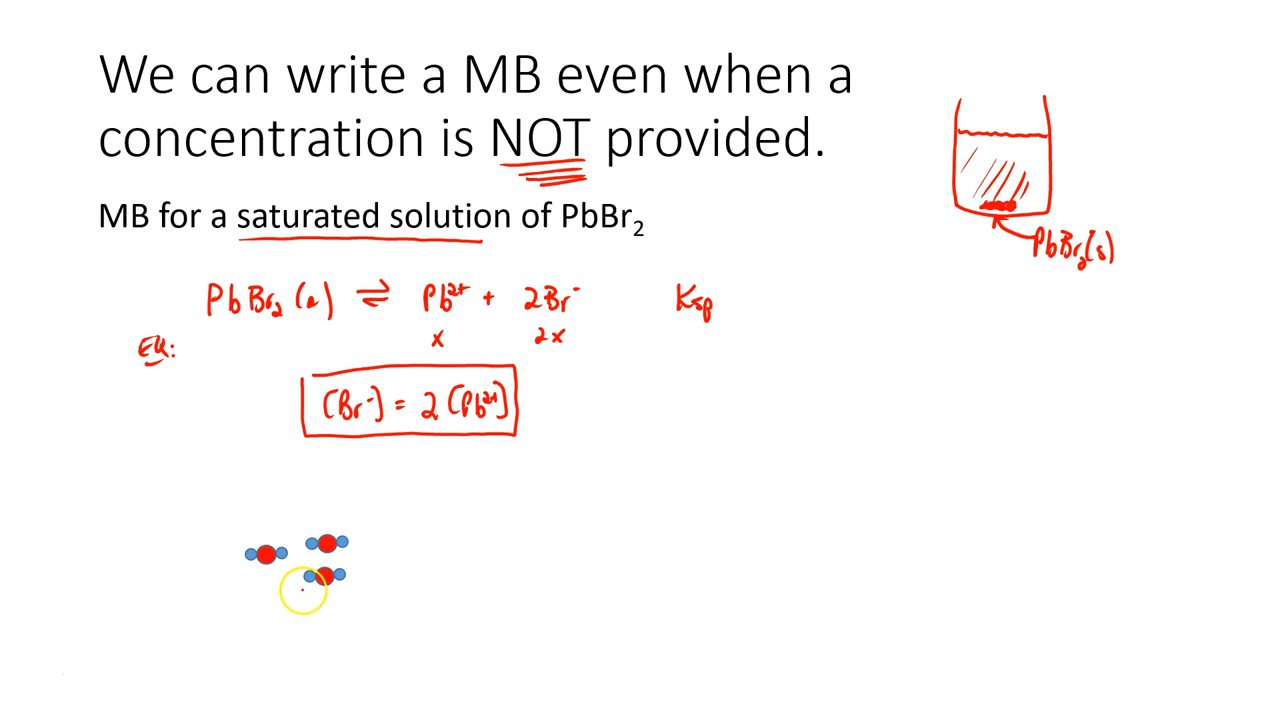 We can write a MB even when a
concentration is NOT provided.
MB for a saturated solution of PbBr₂
PbBr₂(s)
PbBr₂(s) ⇌ Pb²⁺ + 2Br⁻ Ksp
EQ: x 2x
[Br⁻] = 2[Pb²⁺]